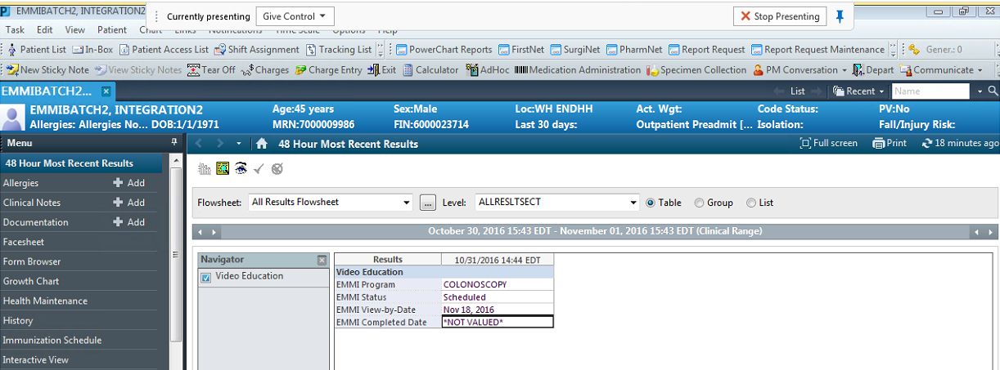 EMMIBATCH2, INTEGRATION2
Currently presenting Give Control Stop Presenting
Task Edit View Patient Chart Links Notifications Time Scale Options Help
Patient List In-Box Patient Access List Shift Assignment Tracking List PowerChart Reports FirstNet SurgiNet PharmNet Report Request Report Request Maintenance Gener.: 0
New Sticky Note View Sticky Notes Tear Off Charges Charge Entry Exit Calculator AdHoc Medication Administration Specimen Collection PM Conversation Depart Communicate
EMMIBATCH2... List Recent Name
EMMIBATCH2, INTEGRATION2 Age:45 years Sex:Male Loc:WH ENDHH Act. Wgt: Code Status: PV:No
Allergies: Allergies No... DOB:1/1/1971 MRN:7000009986 FIN:6000023714 Last 30 days: Outpatient Preadmit [... Isolation: Fall/Injury Risk:
Menu 48 Hour Most Recent Results Full screen Print 18 minutes ago
48 Hour Most Recent Results
Allergies Add
Clinical Notes Add
Documentation Add
Facesheet
Form Browser
Growth Chart
Health Maintenance
History
Immunization Schedule
Interactive View
Flowsheet: All Results Flowsheet ... Level: ALLRESLTSECT Table Group List
October 30, 2016 15:43 EDT - November 01, 2016 15:43 EDT (Clinical Range)
Navigator
Video Education
Results 10/31/2016 14:44 EDT
Video Education
EMMI Program COLONOSCOPY
EMMI Status Scheduled
EMMI View-by-Date Nov 18, 2016
EMMI Completed Date *NOT VALUED*